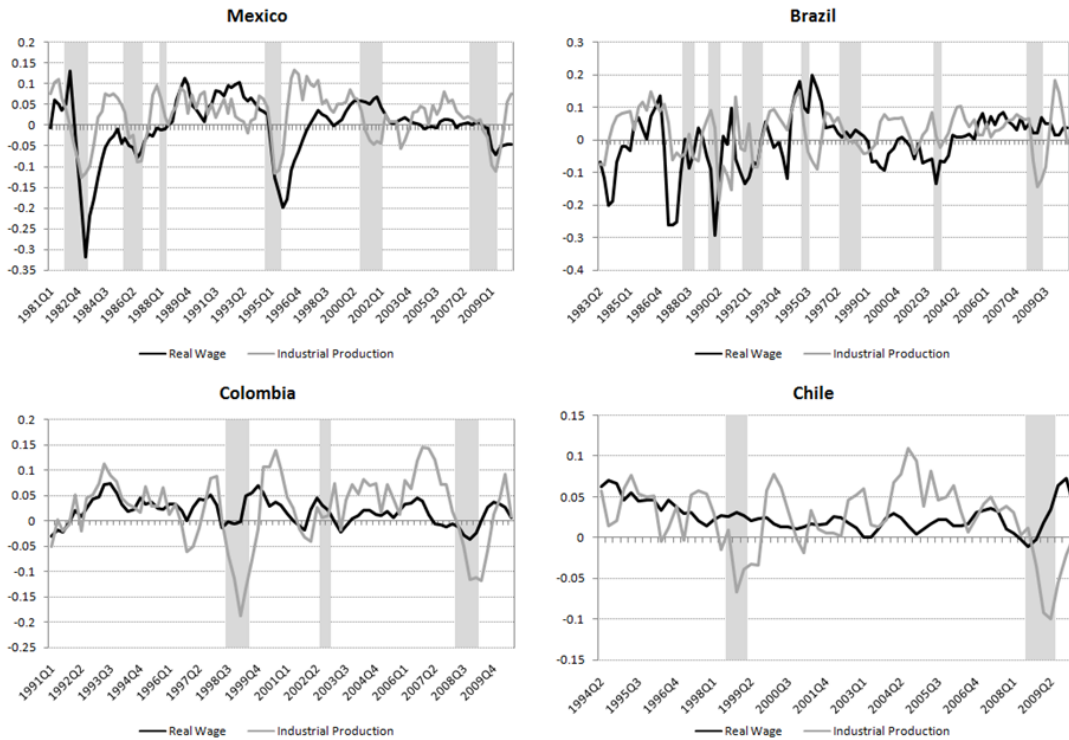 Mexico
0.2
0.15
0.1
0.05
0
-0.05
-0.1
-0.15
-0.2
-0.25
-0.3
-0.35
1981Q1
1982Q4
1984Q3
1986Q2
1988Q1
1989Q4
1991Q3
1993Q2
1995Q1
1996Q4
1998Q3
2000Q2
2002Q1
2003Q4
2005Q3
2007Q2
2009Q1
Real Wage Industrial Production
Brazil
0.3
0.2
0.1
0
-0.1
-0.2
-0.3
-0.4
1983Q2
1985Q1
1986Q4
1988Q3
1990Q2
1992Q1
1993Q4
1995Q3
1997Q2
1999Q1
2000Q4
2002Q3
2004Q2
2006Q1
2007Q4
2009Q3
Real Wage Industrial Production
Colombia
0.2
0.15
0.1
0.05
0
-0.05
-0.1
-0.15
-0.2
-0.25
1991Q1
1992Q2
1993Q3
1994Q4
1996Q1
1997Q2
1998Q3
1999Q4
2001Q1
2002Q2
2003Q3
2004Q4
2006Q1
2007Q2
2008Q3
2009Q4
Real Wage Industrial Production
Chile
0.15
0.1
0.05
0
-0.05
-0.1
-0.15
1994Q2
1995Q3
1996Q4
1998Q1
1999Q2
2000Q3
2001Q4
2003Q1
2004Q2
2005Q3
2006Q4
2008Q1
2009Q2
Real Wage Industrial Production